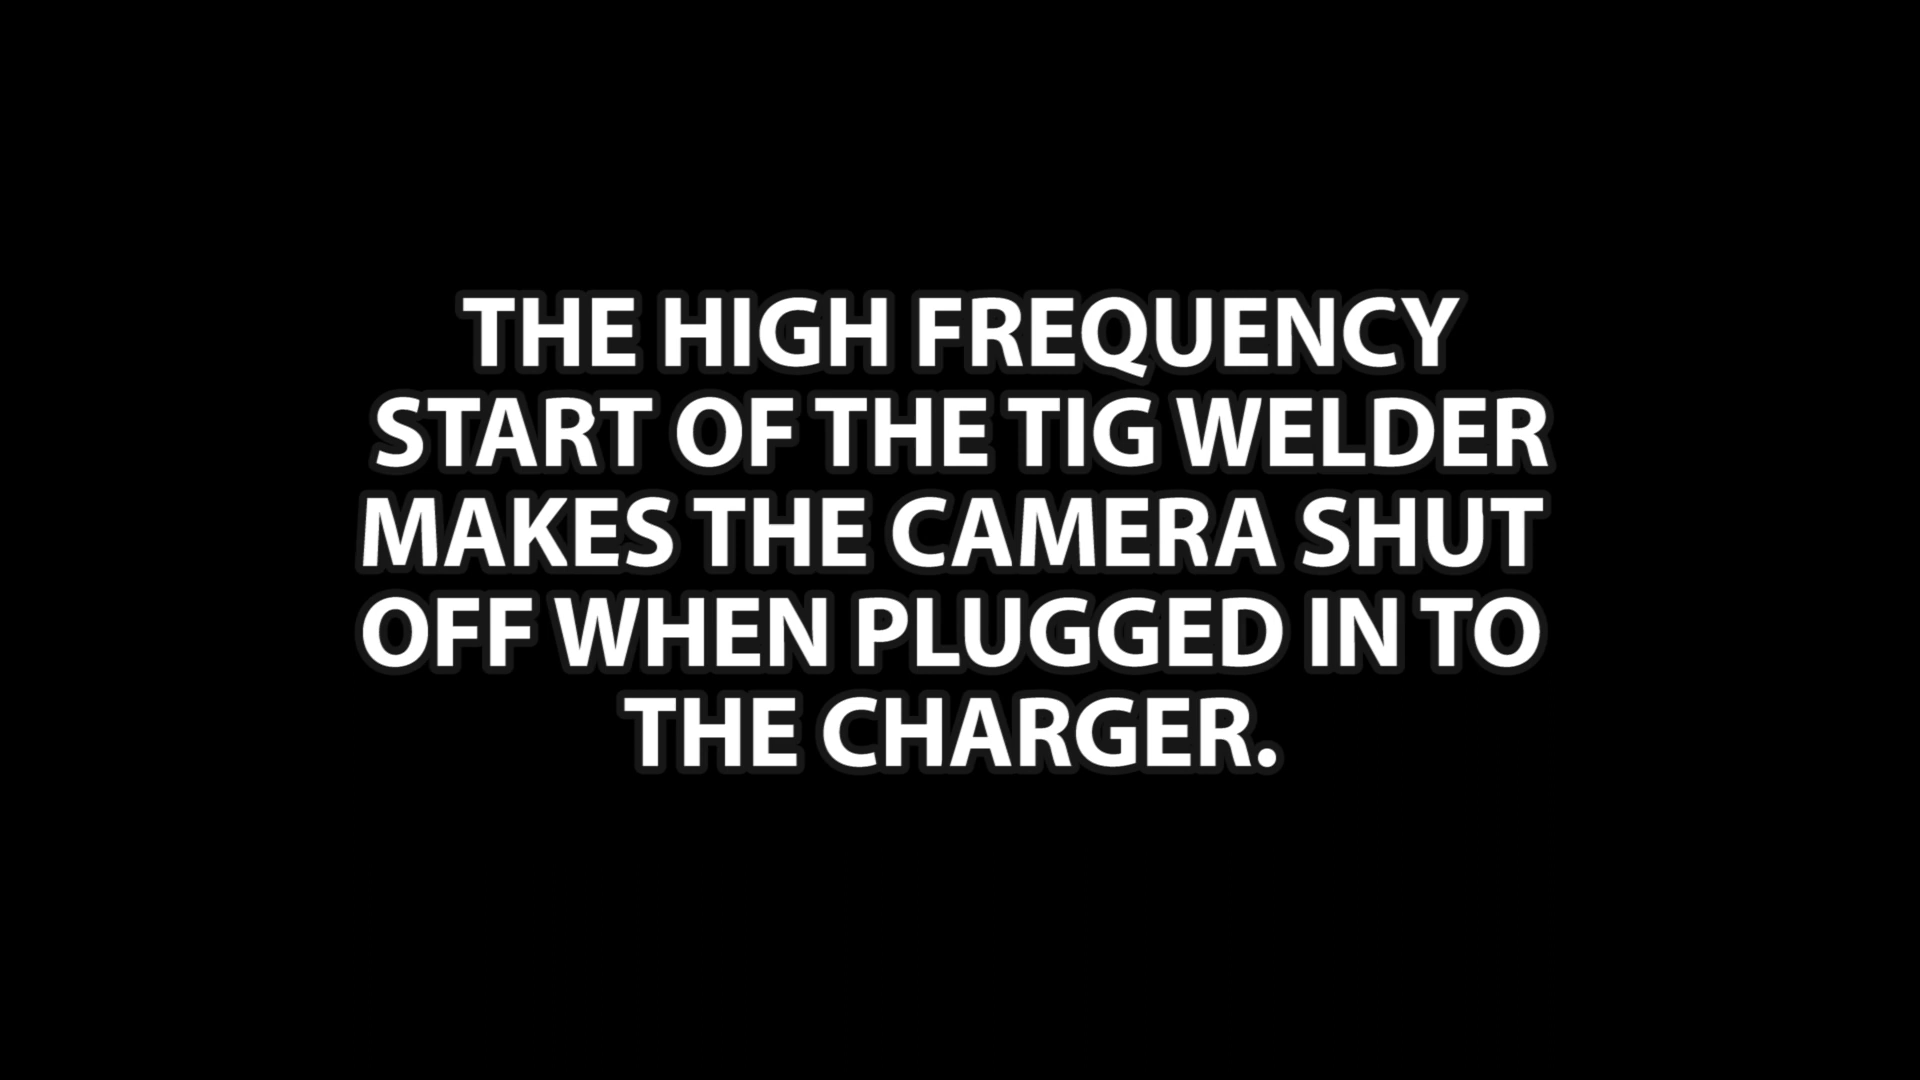 THE HIGH FREQUENCY
START OF THE TIG WELDER
MAKES THE CAMERA SHUT
OFF WHEN PLUGGED IN TO
THE CHARGER.